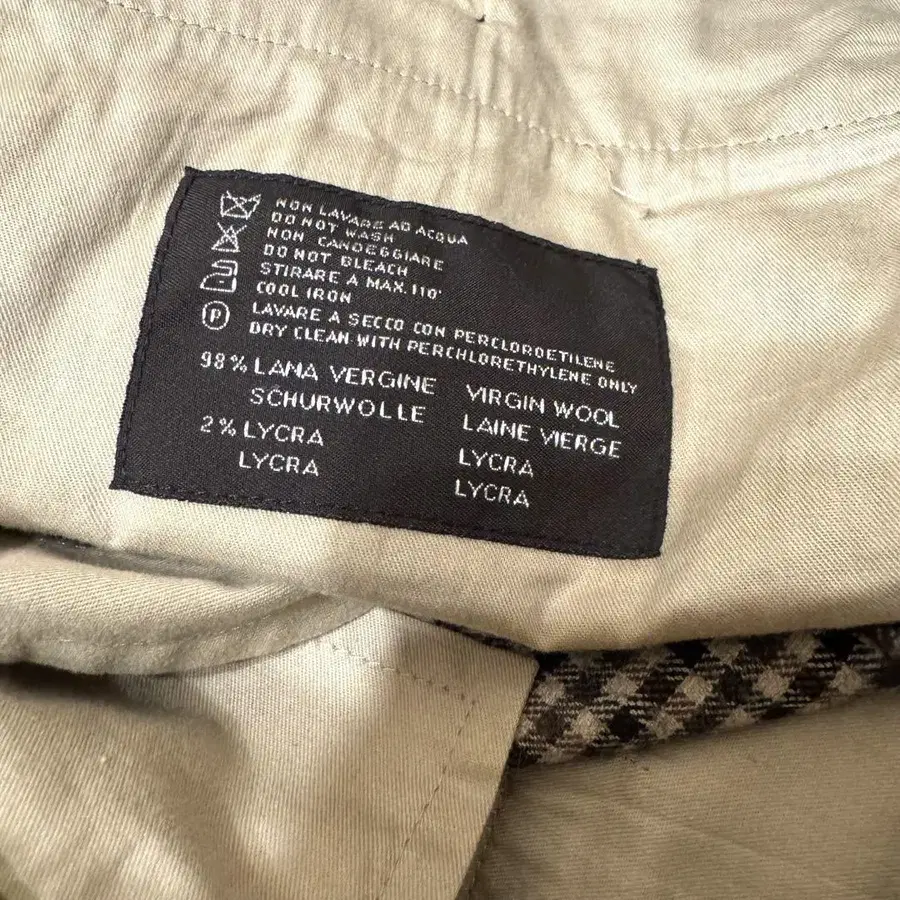 NON LAVARE AD ACQUA
DO NOT WASH
NON CANDEGGIARE
DO NOT BLEACH
STIRARE A MAX.110°
COOL IRON
P LAVARE A SECCO CON PERCLOROETILENE
DRY CLEAN WITH PERCHLORETHYLENE ONLY
98% LANA VERGINE VIRGIN WOOL
SCHURWOLLE LAINE VIERGE
2% LYCRA LYCRA
LYCRA LYCRA